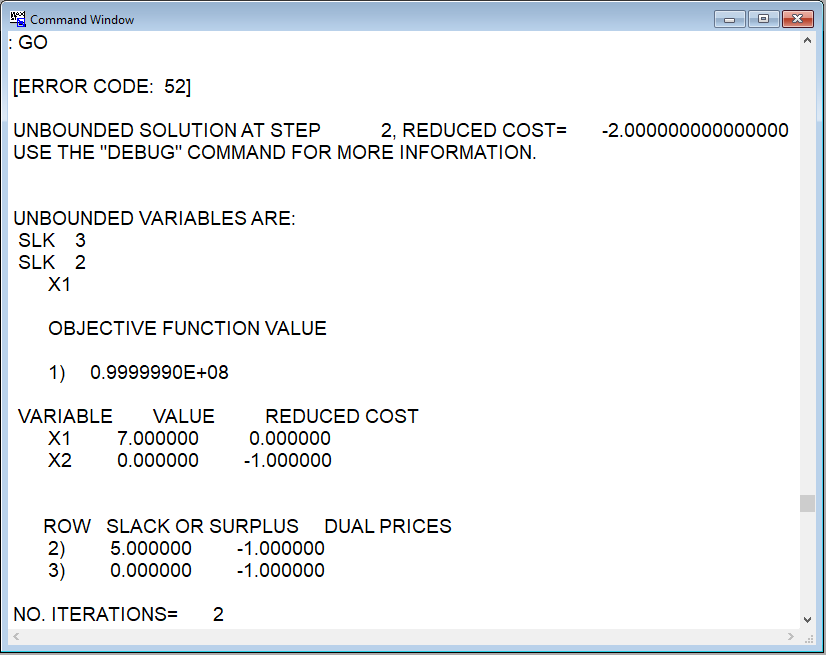 Command Window
: GO
[ERROR CODE: 52]
UNBOUNDED SOLUTION AT STEP 2, REDUCED COST= -2.000000000000000
USE THE "DEBUG" COMMAND FOR MORE INFORMATION.
UNBOUNDED VARIABLES ARE:
SLK 3
SLK 2
X1
OBJECTIVE FUNCTION VALUE
1) 0.9999990E+08
VARIABLE VALUE REDUCED COST
X1 7.000000 0.000000
X2 0.000000 -1.000000
ROW SLACK OR SURPLUS DUAL PRICES
2) 5.000000 -1.000000
3) 0.000000 -1.000000
NO. ITERATIONS= 2